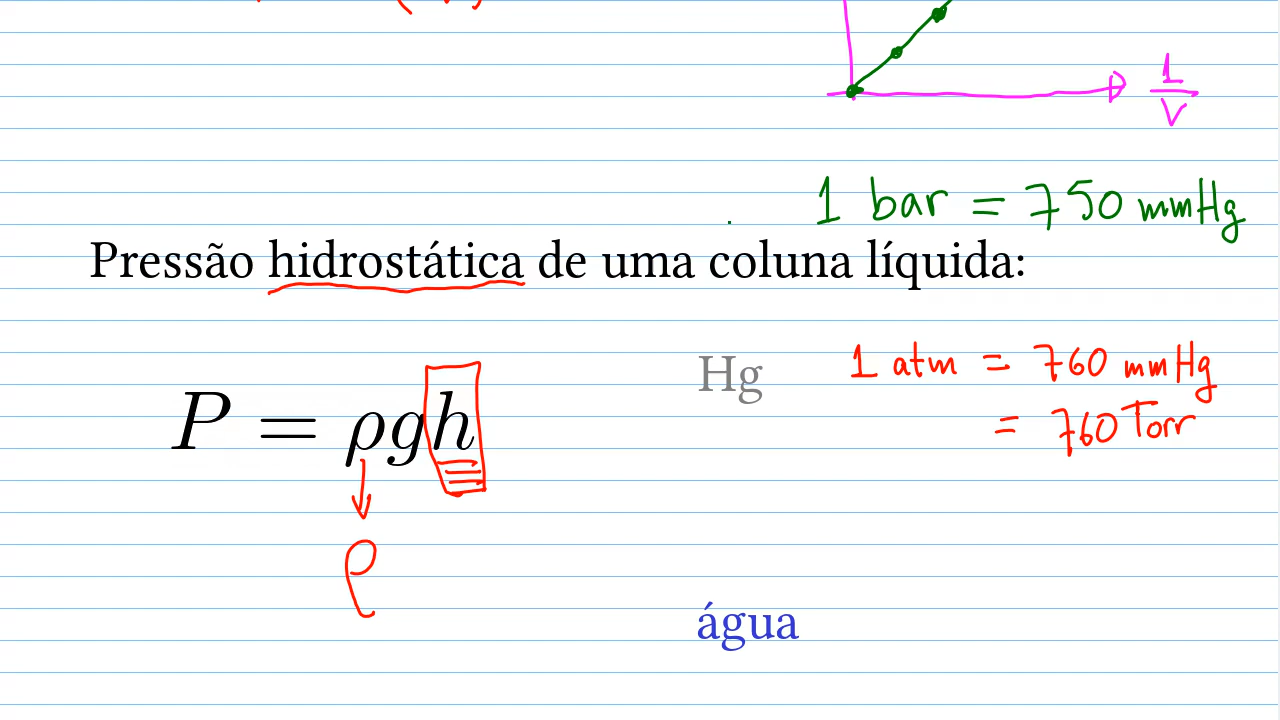 1
V
1 bar = 750 mmHg
Pressão hidrostática de uma coluna líquida:
Hg
1 atm = 760 mmHg
= 760 Torr
P = ρgh
ρ
água